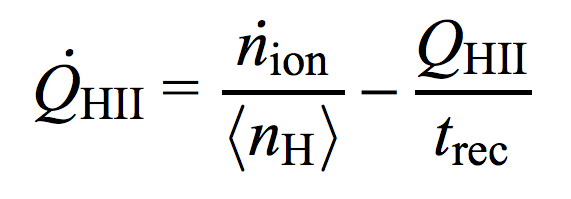 Q̇_HII = ṅ_ion / ⟨n_H⟩ − Q_HII / t_rec